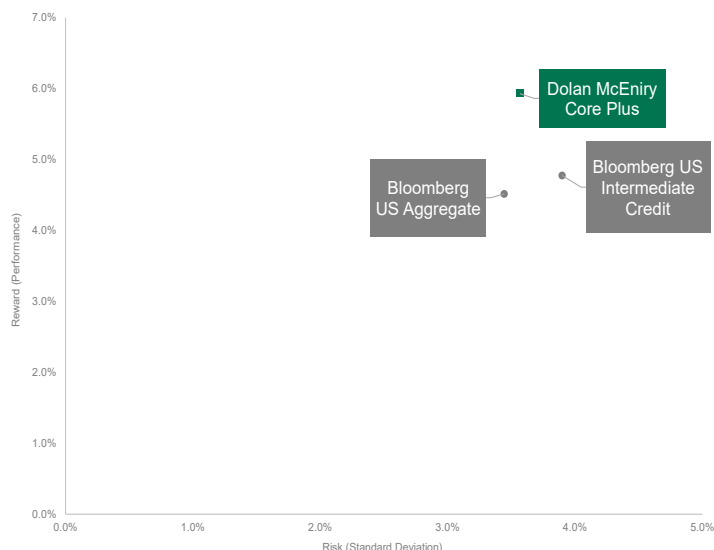 7.0%
6.0%
5.0%
4.0%
3.0%
2.0%
1.0%
0.0%
Reward (Performance)
Dolan McEniry
Core Plus
Bloomberg US
Intermediate
Credit
Bloomberg
US Aggregate
0.0%
1.0%
2.0%
3.0%
4.0%
5.0%
Risk (Standard Deviation)